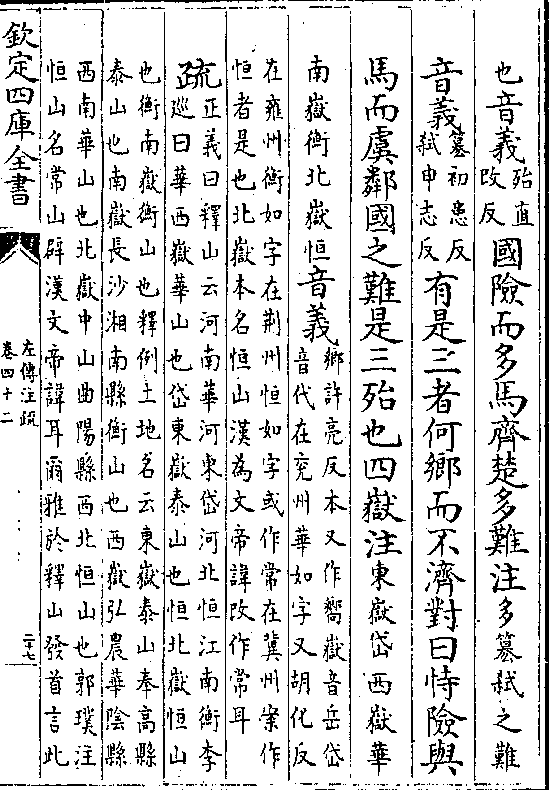 也音義殆直
改反國險而多馬齊楚多難注多篡弑之難
音義篡初患反
弑申志反有是三者何鄉而不濟對曰恃險與
馬而虞鄰國之難是三殆也四嶽注東嶽岱西嶽華
南嶽衡北嶽恒音義鄉許亮反本又作嚮嶽音岳岱
音代在兖州華如字又胡化反
在雍州衡如字在荆州恒如字或作常在冀州案作
恒者是也北嶽本名恒山漢為文帝諱改作常耳
疏正義曰釋山云河南華河東岱河北恒江南衡李
廵曰華西嶽華山也岱東嶽泰山也恒北嶽恒山
也衡南嶽衡山也釋例土地名云東嶽泰山奉高縣
泰山也南嶽長沙湘南縣衡山也西嶽弘農華陰縣
西南華山也北嶽中山曲陽縣西北恒山也郭璞注
恒山名常山辟漢文帝諱耳爾雅於釋山發首言此
欽定四庫全書
左傳注疏
卷四十二
二十七